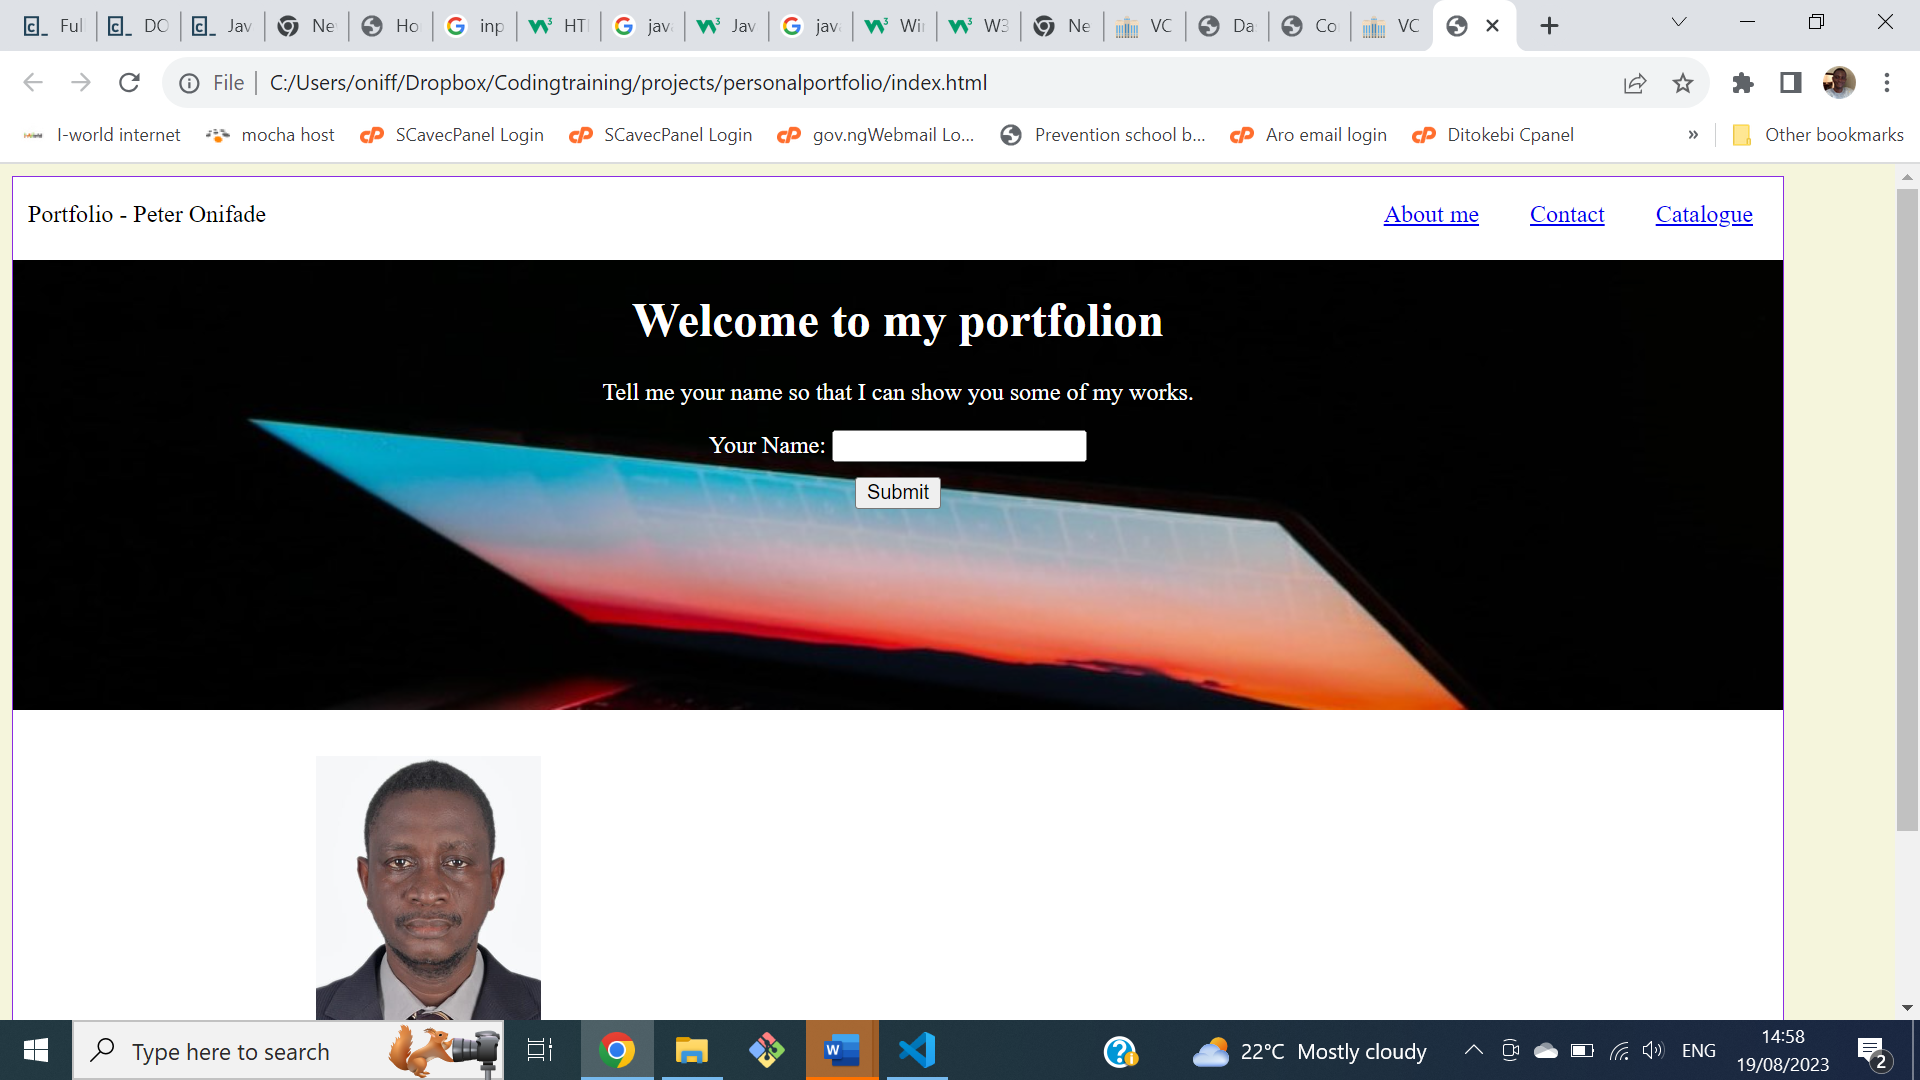 Ful
DO
Jav
Ne
Ho
inp
HT
java
Jav
java
Wi
W3
Ne
VC
Da
Co
VC
File
C:/Users/oniff/Dropbox/Codingtraining/projects/personalportfolio/index.html
I-world internet
mocha host
SCavecPanel Login
SCavecPanel Login
gov.ngWebmail Lo...
Prevention school b...
Aro email login
Ditokebi Cpanel
»
Other bookmarks
Portfolio - Peter Onifade
About me
Contact
Catalogue
Welcome to my portfolion
Tell me your name so that I can show you some of my works.
Your Name:
Submit
Type here to search
22°C Mostly cloudy
ENG
14:58
19/08/2023
2